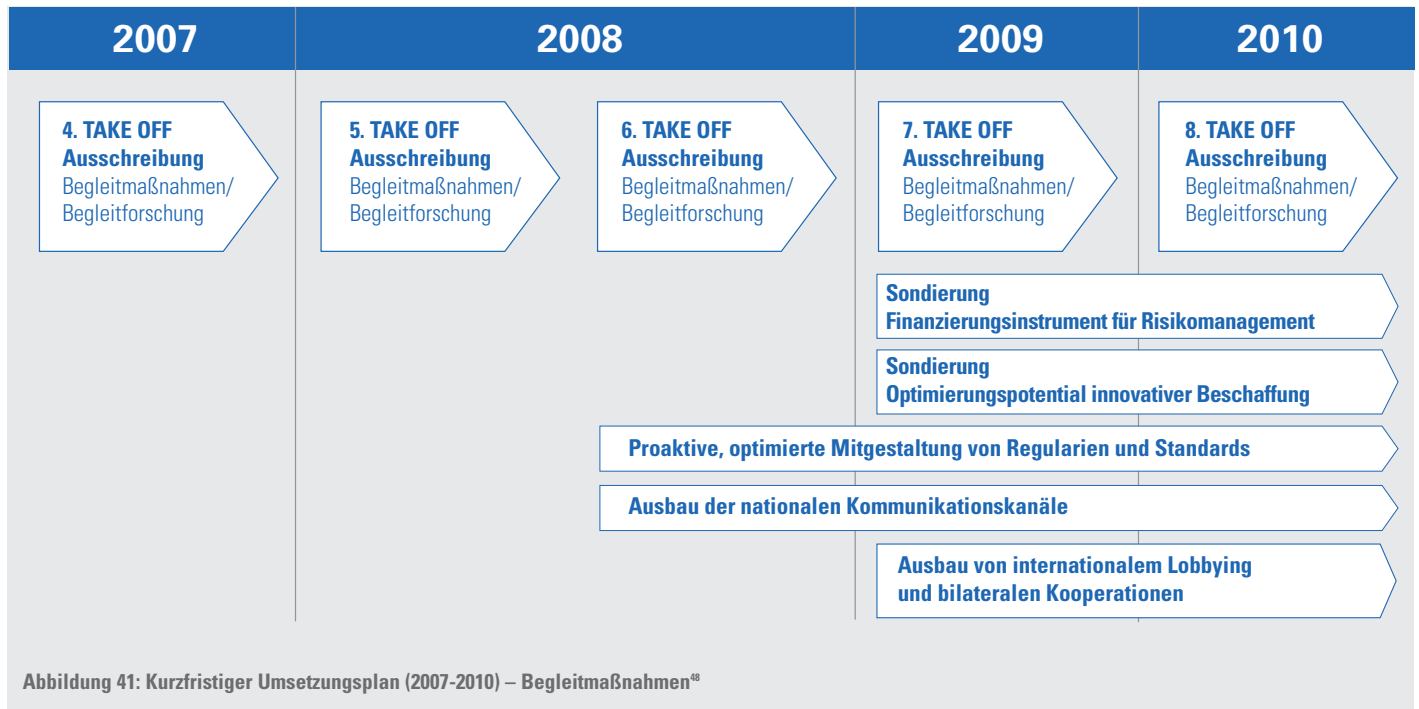 2007
2008
2009
2010
4. TAKE OFF
Ausschreibung
Begleitmaßnahmen/
Begleitforschung
5. TAKE OFF
Ausschreibung
Begleitmaßnahmen/
Begleitforschung
6. TAKE OFF
Ausschreibung
Begleitmaßnahmen/
Begleitforschung
7. TAKE OFF
Ausschreibung
Begleitmaßnahmen/
Begleitforschung
8. TAKE OFF
Ausschreibung
Begleitmaßnahmen/
Begleitforschung
Sondierung
Finanzierungsinstrument für Risikomanagement
Sondierung
Optimierungspotential innovativer Beschaffung
Proaktive, optimierte Mitgestaltung von Regularien und Standards
Ausbau der nationalen Kommunikationskanäle
Ausbau von internationalem Lobbying
und bilateralen Kooperationen
Abbildung 41: Kurzfristiger Umsetzungsplan (2007-2010) – Begleitmaßnahmen⁴⁸